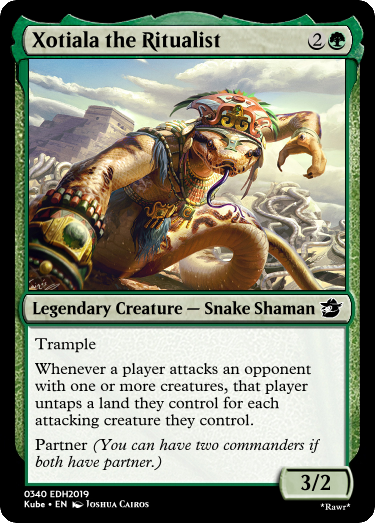 Xotiala the Ritualist 2
Legendary Creature — Snake Shaman
Trample
Whenever a player attacks an opponent
with one or more creatures, that player
untaps a land they control for each
attacking creature they control.
Partner (You can have two commanders if
both have partner.)
3/2
0340 EDH2019
Kube • EN Joshua Cairos
*Rawr*